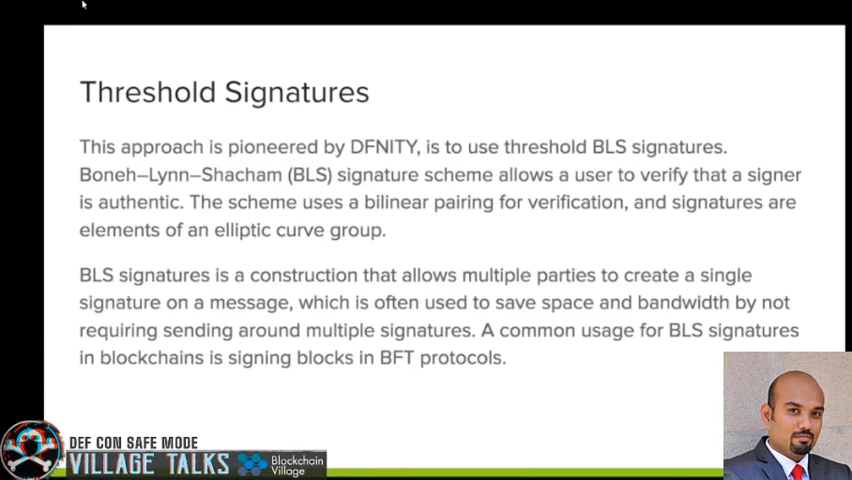 Threshold Signatures
This approach is pioneered by DFNITY, is to use threshold BLS signatures.
Boneh–Lynn–Shacham (BLS) signature scheme allows a user to verify that a signer
is authentic. The scheme uses a bilinear pairing for verification, and signatures are
elements of an elliptic curve group.
BLS signatures is a construction that allows multiple parties to create a single
signature on a message, which is often used to save space and bandwidth by not
requiring sending around multiple signatures. A common usage for BLS signatures
in blockchains is signing blocks in BFT protocols.
DEF CON SAFE MODE
VILLAGE TALKS
Blockchain
Village